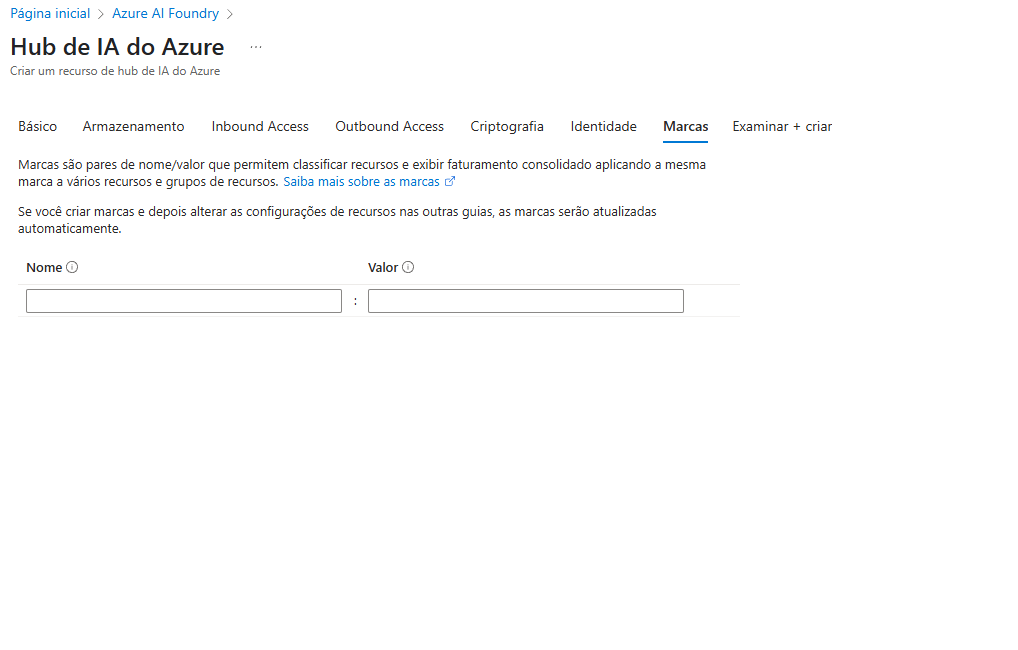 Página inicial > Azure AI Foundry >
Hub de IA do Azure ...
Criar um recurso de hub de IA do Azure
Básico Armazenamento Inbound Access Outbound Access Criptografia Identidade Marcas Examinar + criar
Marcas são pares de nome/valor que permitem classificar recursos e exibir faturamento consolidado aplicando a mesma
marca a vários recursos e grupos de recursos. Saiba mais sobre as marcas
Se você criar marcas e depois alterar as configurações de recursos nas outras guias, as marcas serão atualizadas
automaticamente.
Nome Valor
: